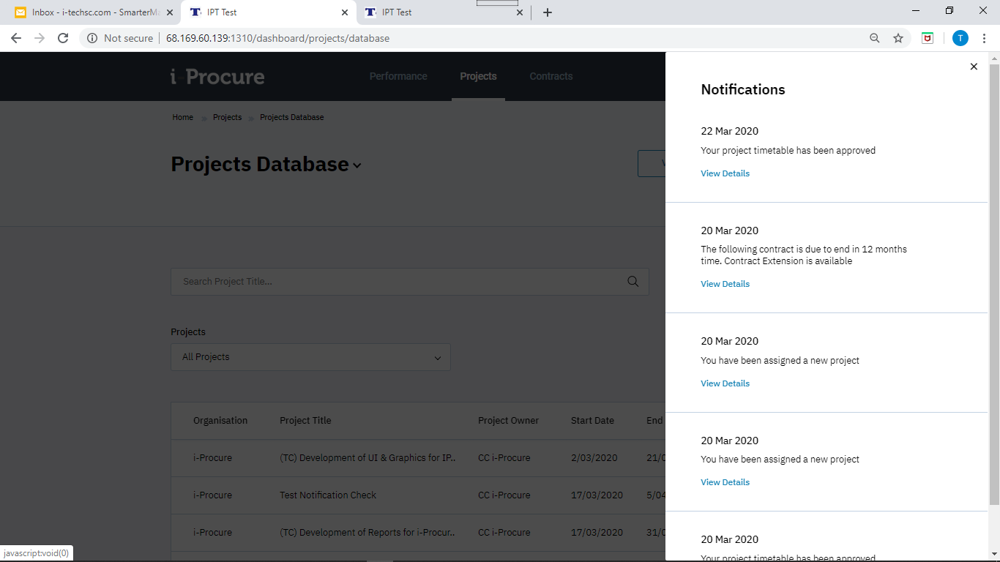 Inbox - i-techsc.com - SmarterMa
IPT Test
IPT Test
Not secure
68.169.60.139:1310/dashboard/projects/database
T
i-Procure
Performance
Projects
Contracts
Home
Projects
Projects Database
Projects Database
Search Project Title...
Projects
All Projects
Organisation Project Title Project Owner Start Date End
i-Procure (TC) Development of UI & Graphics for IP.. CC i-Procure 2/03/2020 21/0
i-Procure Test Notification Check CC i-Procure 17/03/2020 5/04
i-Procure (TC) Development of Reports for i-Procur.. CC i-Procure 17/03/2020 31/0
javascript:void(0)
Notifications
22 Mar 2020
Your project timetable has been approved
View Details
20 Mar 2020
The following contract is due to end in 12 months
time. Contract Extension is available
View Details
20 Mar 2020
You have been assigned a new project
View Details
20 Mar 2020
You have been assigned a new project
View Details
20 Mar 2020
Your project timetable has been approved